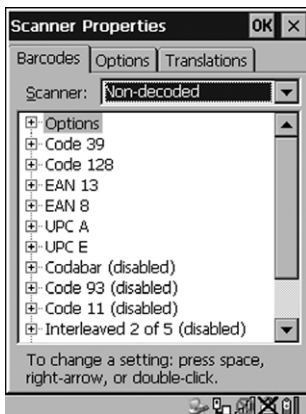 Scanner Properties OK ×
Barcodes Options Translations
Scanner: Non-decoded
Options
Code 39
Code 128
EAN 13
EAN 8
UPC A
UPC E
Codabar (disabled)
Code 93 (disabled)
Code 11 (disabled)
Interleaved 2 of 5 (disabled)
To change a setting: press space,
right-arrow, or double-click.